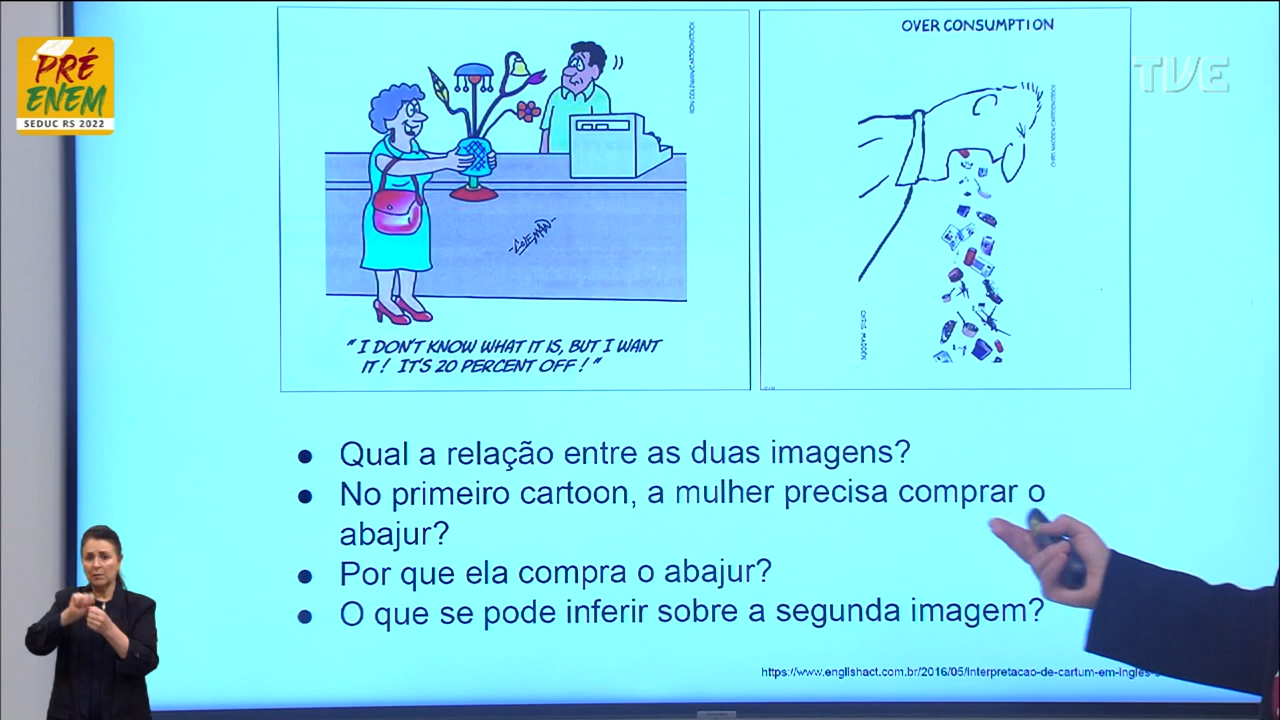 PRÉ
ENEM
SEDUC RS 2022
TVE
OVER CONSUMPTION
COLEMAN
CHRIS MADDEN
"I DON'T KNOW WHAT IT IS, BUT I WANT
IT! IT'S 20 PERCENT OFF!"
● Qual a relação entre as duas imagens?
● No primeiro cartoon, a mulher precisa comprar o
abajur?
● Por que ela compra o abajur?
● O que se pode inferir sobre a segunda imagem?
https://www.englishact.com.br/2016/05/interpretacao-de-cartum-em-ingles